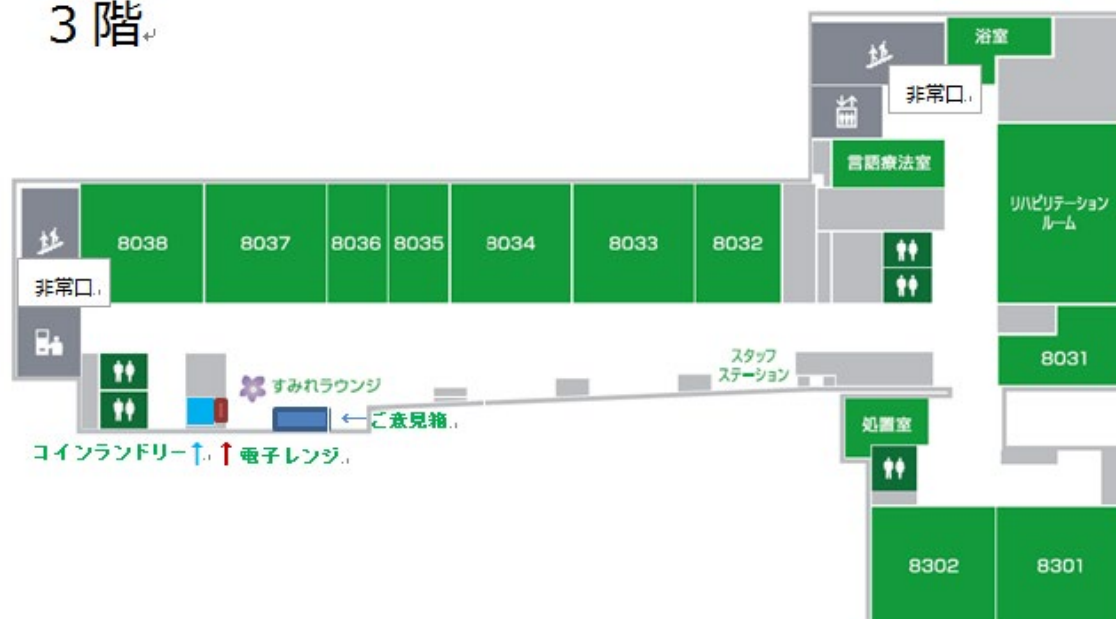 3 階
浴室
非常口
言語療法室
リハビリテーション
ルーム
8038
8037
8036
8035
8034
8033
8032
非常口
8031
スタッフ
ステーション
すみれラウンジ
←ご意見箱
処置室
コインランドリー↑
↑電子レンジ
8302
8301